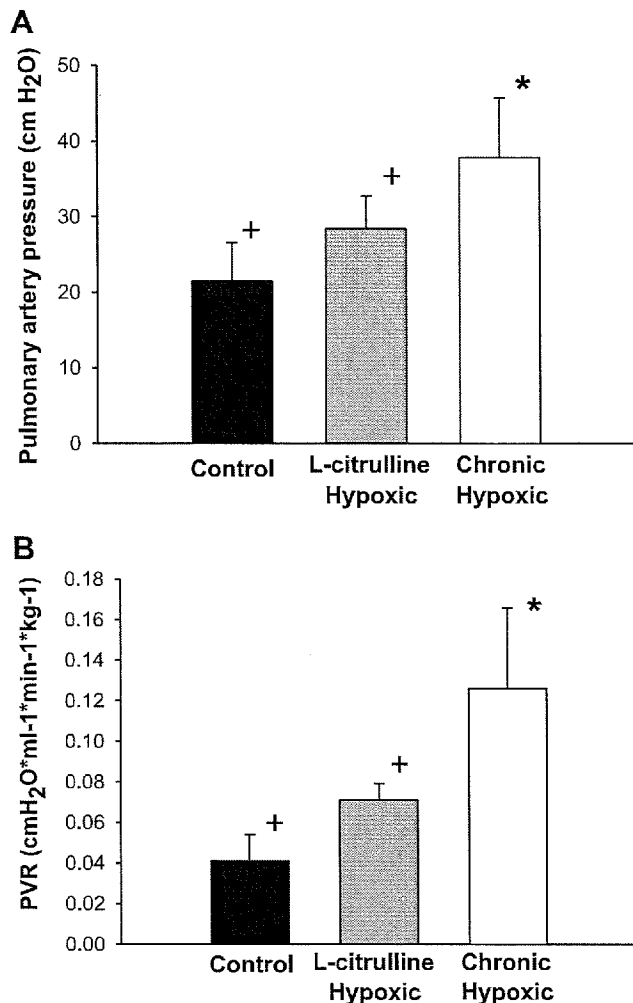 A
Pulmonary artery pressure (cm H₂O)
50
40
30
20
10
0
+
+
*
Control
L-citrulline
Hypoxic
Chronic
Hypoxic
B
PVR (cmH₂O*ml-1*min-1*kg-1)
0.18
0.16
0.14
0.12
0.10
0.08
0.06
0.04
0.02
0.00
+
+
*
Control
L-citrulline
Hypoxic
Chronic
Hypoxic